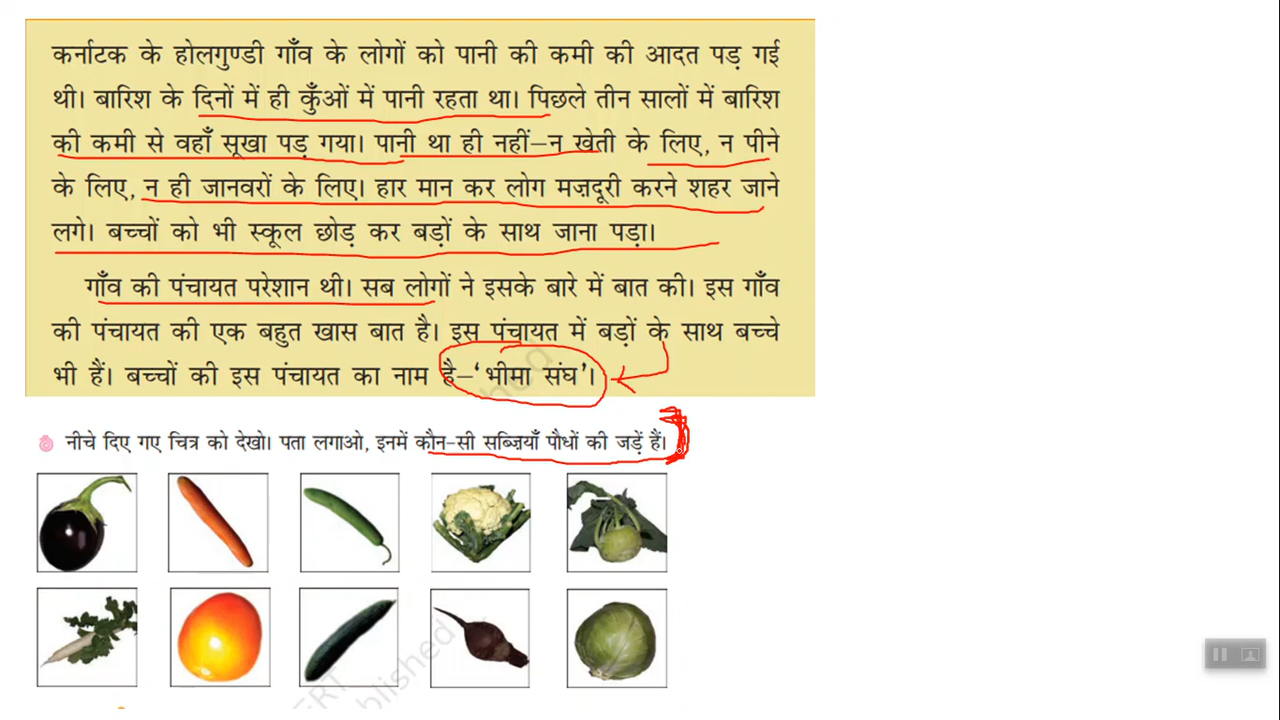 कर्नाटक के होलगुण्डी गाँव के लोगों को पानी की कमी की आदत पड़ गई
थी। बारिश के दिनों में ही कुँओं में पानी रहता था। पिछले तीन सालों में बारिश
की कमी से वहाँ सूखा पड़ गया। पानी था ही नहीं–न खेती के लिए, न पीने
के लिए, न ही जानवरों के लिए। हार मान कर लोग मज़दूरी करने शहर जाने
लगे। बच्चों को भी स्कूल छोड़ कर बड़ों के साथ जाना पड़ा।
गाँव की पंचायत परेशान थी। सब लोगों ने इसके बारे में बात की। इस गाँव
की पंचायत की एक बहुत खास बात है। इस पंचायत में बड़ों के साथ बच्चे
भी हैं। बच्चों की इस पंचायत का नाम है–‘भीमा संघ’।
नीचे दिए गए चित्र को देखो। पता लगाओ, इनमें कौन-सी सब्ज़ियाँ पौधों की जड़ें हैं।